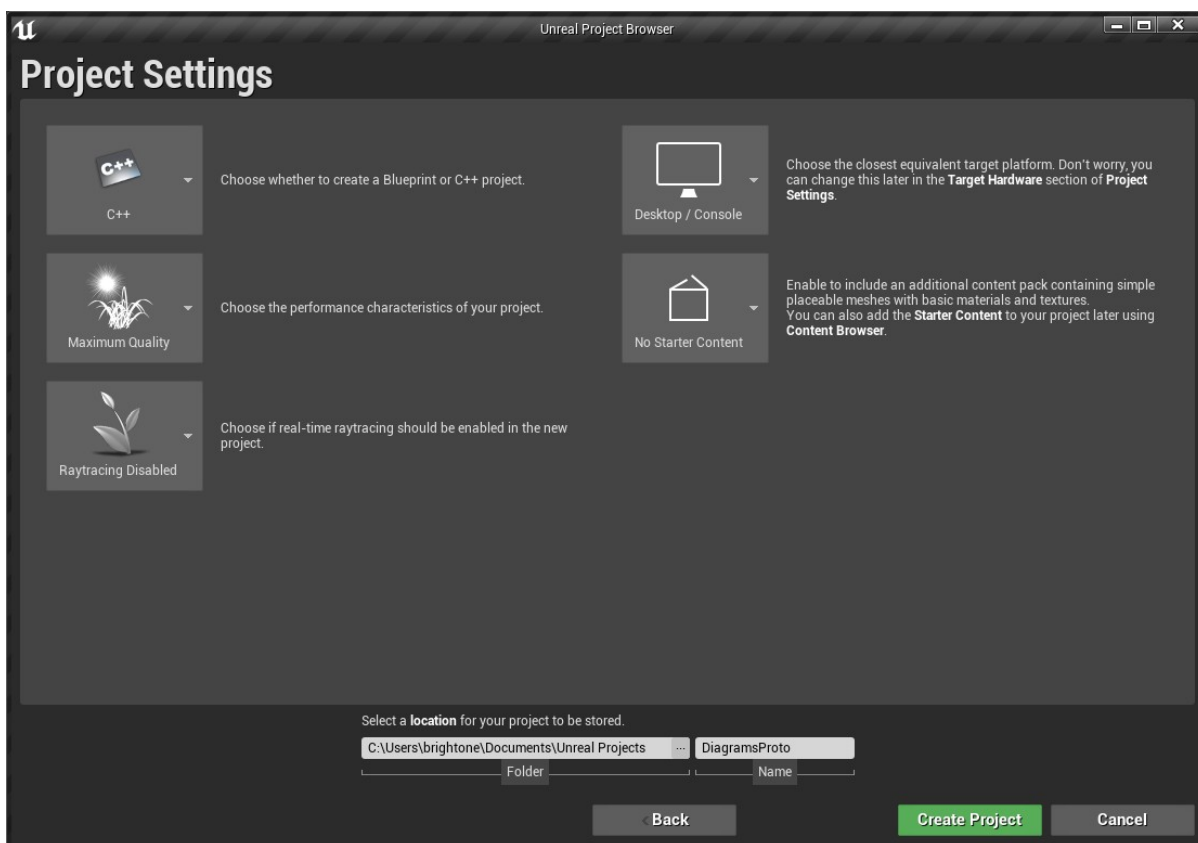 Unreal Project Browser
Project Settings
C++
C++
Choose whether to create a Blueprint or C++ project.
Maximum Quality
Choose the performance characteristics of your project.
Raytracing Disabled
Choose if real-time raytracing should be enabled in the new
project.
Desktop / Console
Choose the closest equivalent target platform. Don't worry, you
can change this later in the Target Hardware section of Project
Settings.
No Starter Content
Enable to include an additional content pack containing simple
placeable meshes with basic materials and textures.
You can also add the Starter Content to your project later using
Content Browser.
Select a location for your project to be stored.
C:\Users\brightone\Documents\Unreal Projects ... DiagramsProto
Folder Name
Back Create Project Cancel